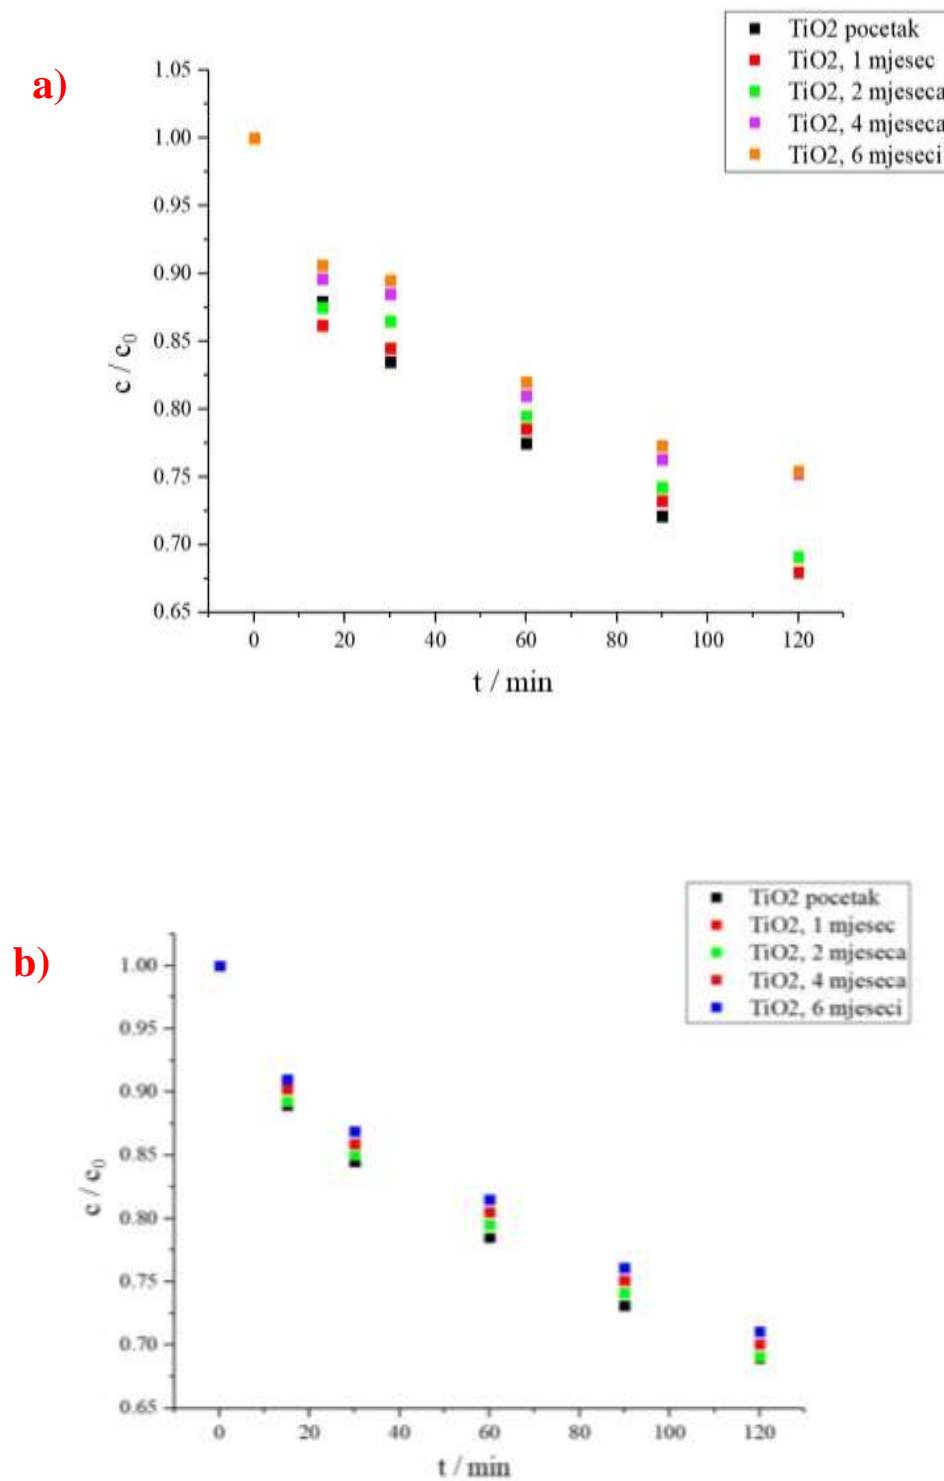 a)
TiO2 pocetak
TiO2, 1 mjesec
TiO2, 2 mjeseca
TiO2, 4 mjeseca
TiO2, 6 mjeseci
1.05
1.00
0.95
0.90
0.85
0.80
0.75
0.70
0.65
c / c₀
0 20 40 60 80 100 120
t / min
b)
TiO2 pocetak
TiO2, 1 mjesec
TiO2, 2 mjeseca
TiO2, 4 mjeseca
TiO2, 6 mjeseci
1.00
0.95
0.90
0.85
0.80
0.75
0.70
0.65
c / c₀
0 20 40 60 80 100 120
t / min